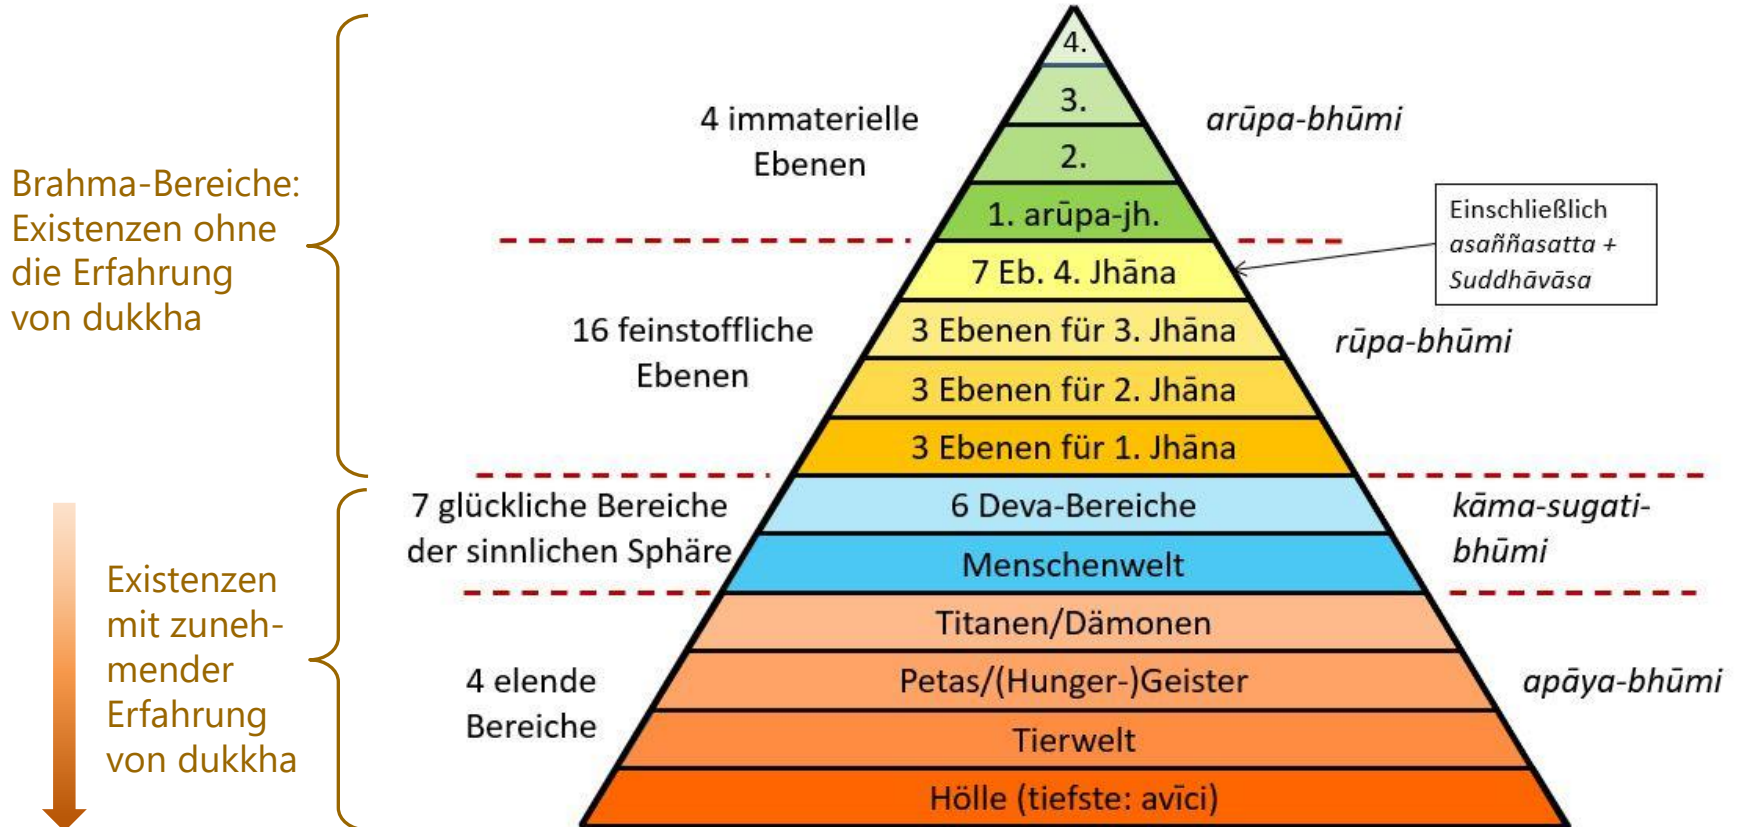 4.
3.
2.
1. arūpa-jh.
7 Eb. 4. Jhāna
3 Ebenen für 3. Jhāna
3 Ebenen für 2. Jhāna
3 Ebenen für 1. Jhāna
6 Deva-Bereiche
Menschenwelt
Titanen/Dämonen
Petas/(Hunger-)Geister
Tierwelt
Hölle (tiefste: avīci)
Brahma-Bereiche:
Existenzen ohne
die Erfahrung
von dukkha
Existenzen
mit zuneh-
mender
Erfahrung
von dukkha
4 immaterielle
Ebenen
16 feinstoffliche
Ebenen
7 glückliche Bereiche
der sinnlichen Sphäre
4 elende
Bereiche
arūpa-bhūmi
Einschließlich
asaññasatta +
Suddhāvāsa
rūpa-bhūmi
kāma-sugati-
bhūmi
apāya-bhūmi